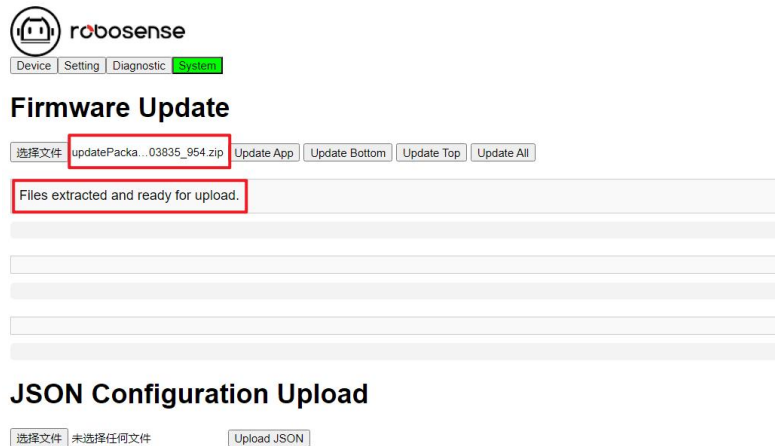 robosense
Device Setting Diagnostic System
Firmware Update
选择文件 updatePacka...03835_954.zip Update App Update Bottom Update Top Update All
Files extracted and ready for upload.
JSON Configuration Upload
选择文件 未选择任何文件 Upload JSON